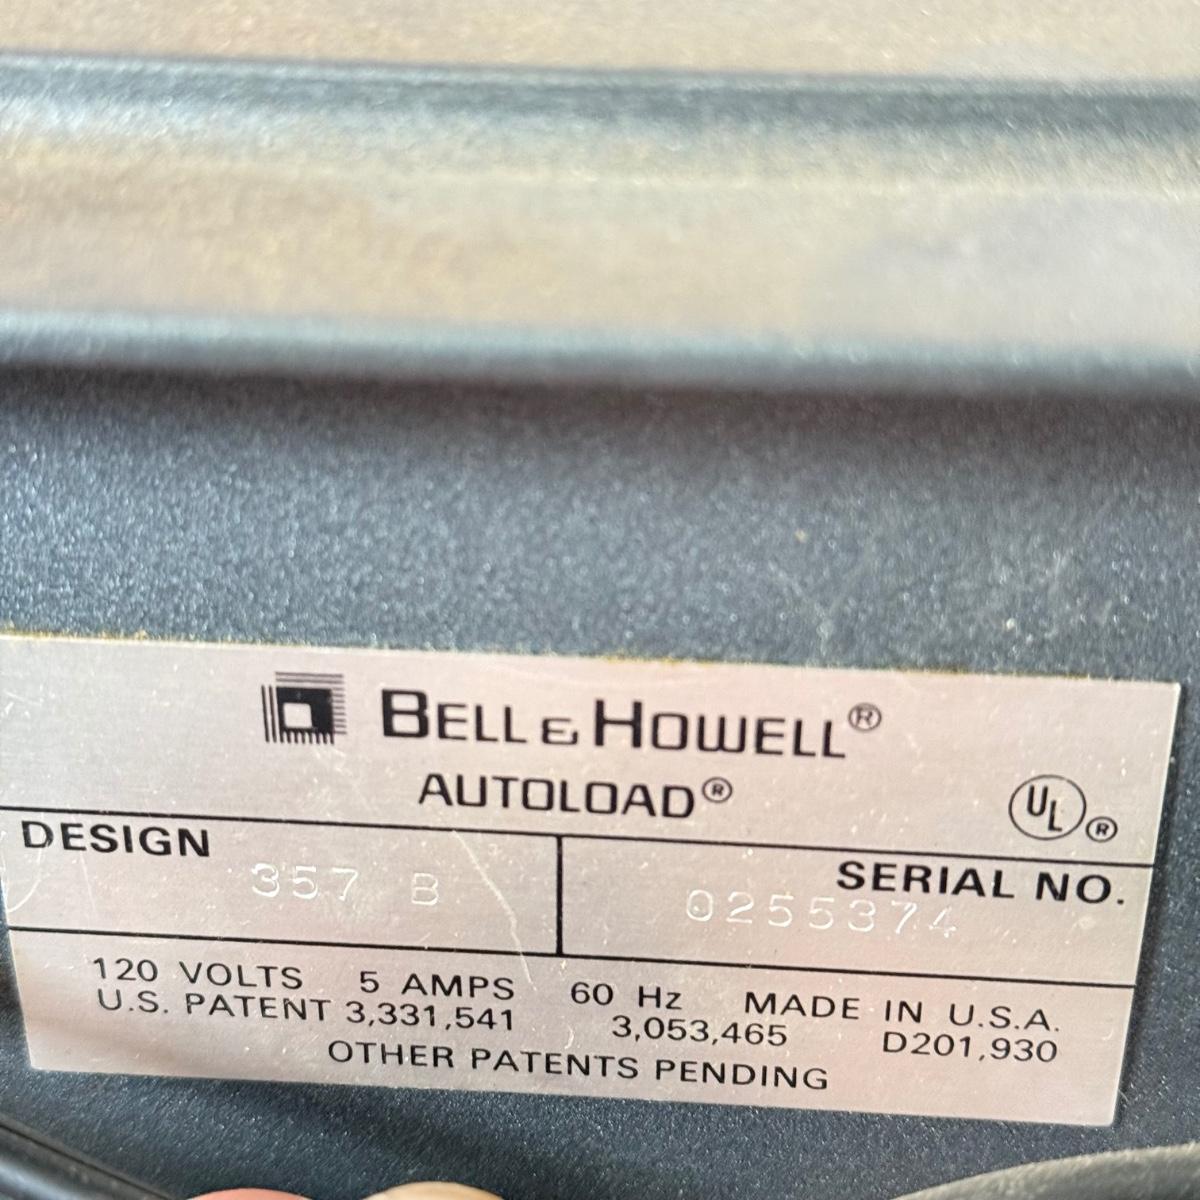 BELL & HOWELL®
AUTOLOAD®
UL®
DESIGN
357 B
SERIAL NO.
0255374
120 VOLTS 5 AMPS 60 Hz MADE IN U.S.A.
U.S. PATENT 3,331,541 3,053,465 D201,930
OTHER PATENTS PENDING